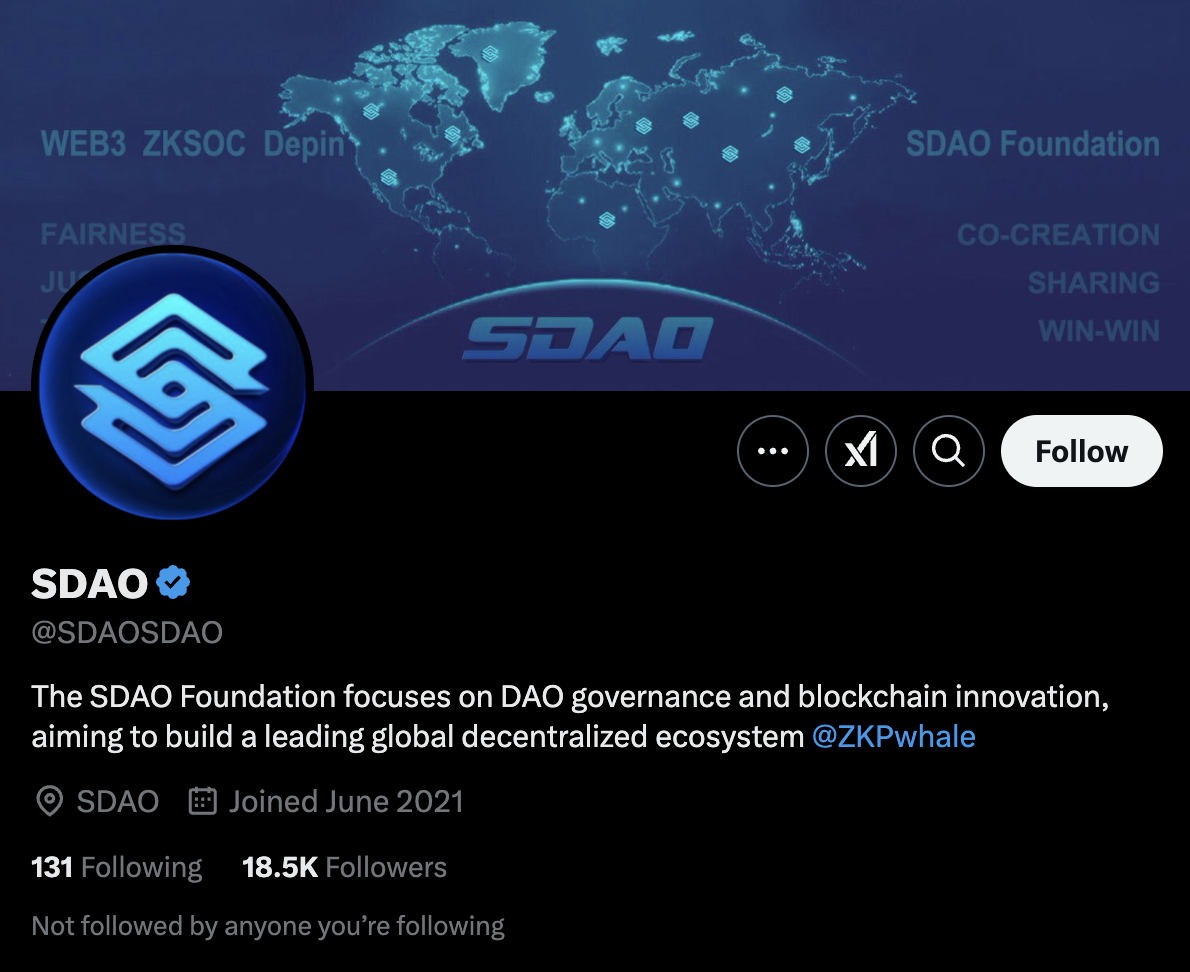 WEB3 ZKSOC Depin
SDAO Foundation
FAIRNESS
CO-CREATION
SHARING
WIN-WIN
SDAO
Follow
SDAO
@SDAOSDAO
The SDAO Foundation focuses on DAO governance and blockchain innovation,
aiming to build a leading global decentralized ecosystem @ZKPwhale
SDAO Joined June 2021
131 Following 18.5K Followers
Not followed by anyone you’re following